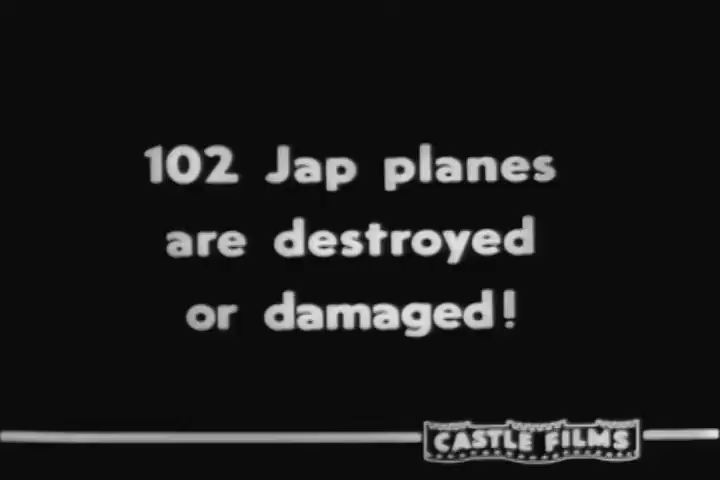 102 Jap planes
are destroyed
or damaged!
CASTLE FILMS